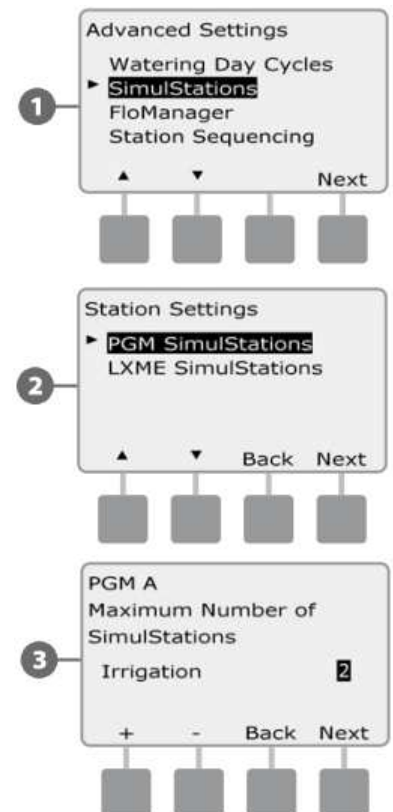 Advanced Settings
Watering Day Cycles
► SimulStations
FloManager
Station Sequencing
▲ ▼ Next
1
Station Settings
► PGM SimulStations
LXME SimulStations
▲ ▼ Back Next
2
PGM A
Maximum Number of
SimulStations
Irrigation 2
+ - Back Next
3